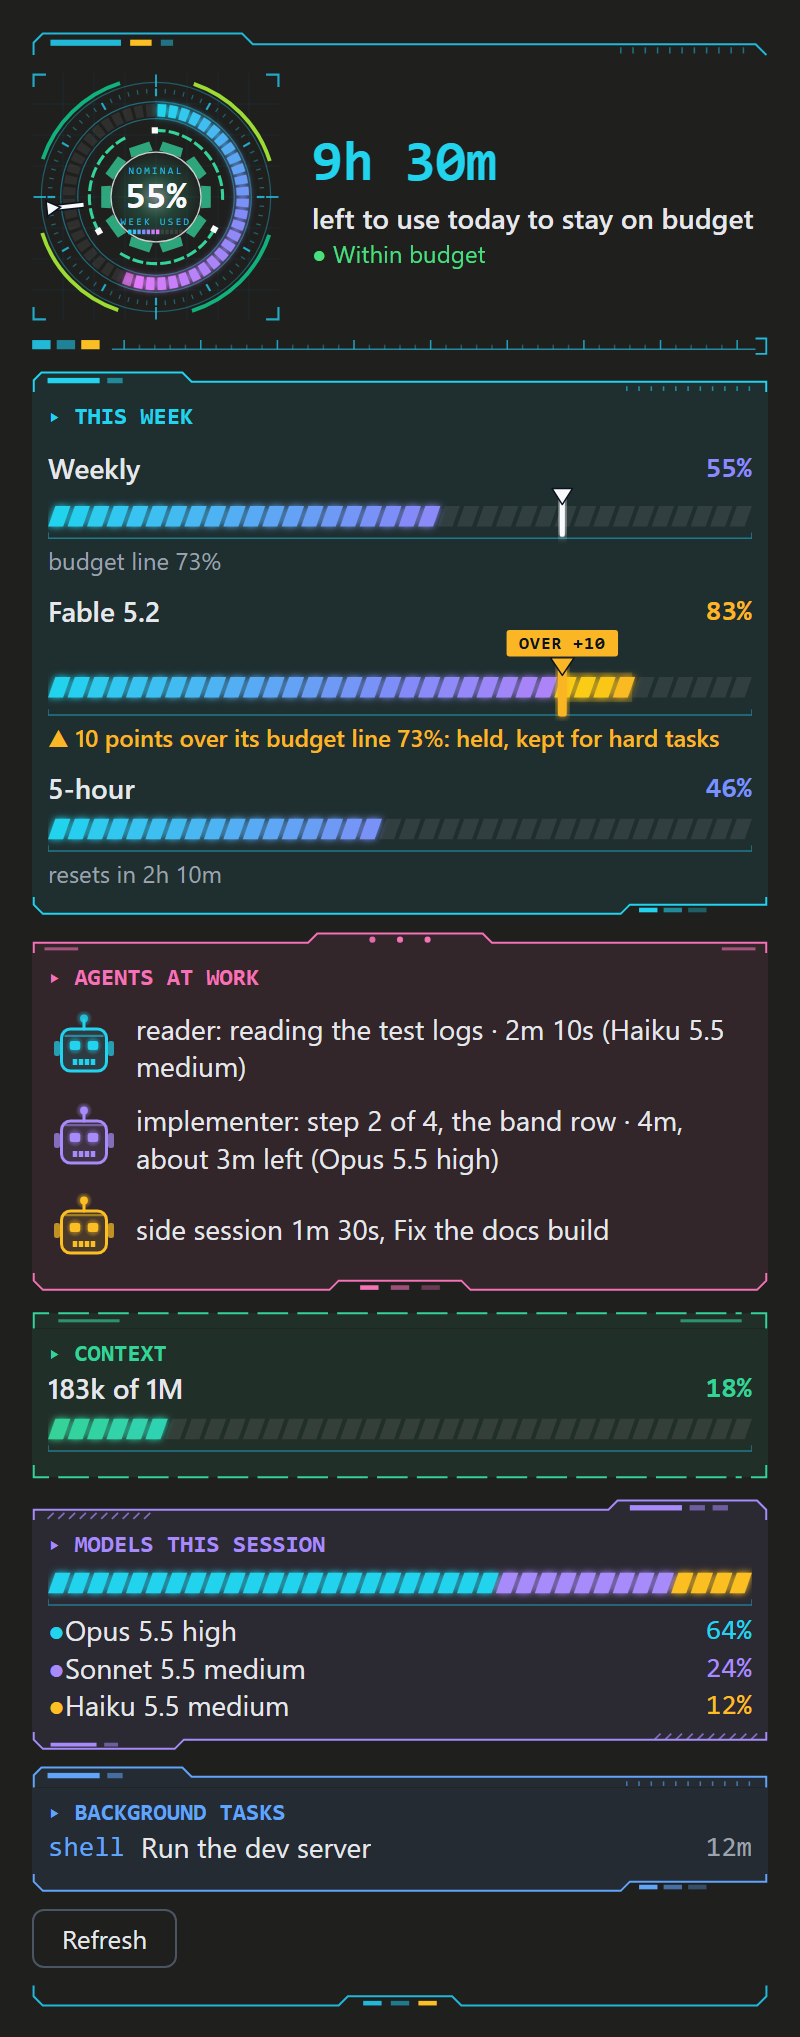 NOMINAL
55%
WEEK USED
9h 30m
left to use today to stay on budget
● Within budget
▸ THIS WEEK
Weekly 55%
budget line 73%
Fable 5.2 83%
OVER +10
▲ 10 points over its budget line 73%: held, kept for hard tasks
5-hour 46%
resets in 2h 10m
▸ AGENTS AT WORK
reader: reading the test logs · 2m 10s (Haiku 5.5
medium)
implementer: step 2 of 4, the band row · 4m,
about 3m left (Opus 5.5 high)
side session 1m 30s, Fix the docs build
▸ CONTEXT
183k of 1M 18%
▸ MODELS THIS SESSION
●Opus 5.5 high 64%
●Sonnet 5.5 medium 24%
●Haiku 5.5 medium 12%
▸ BACKGROUND TASKS
shell Run the dev server 12m
Refresh